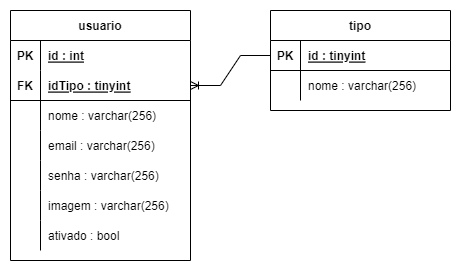 usuario
PK id : int
FK idTipo : tinyint
nome : varchar(256)
email : varchar(256)
senha : varchar(256)
imagem : varchar(256)
ativado : bool
tipo
PK id : tinyint
nome : varchar(256)